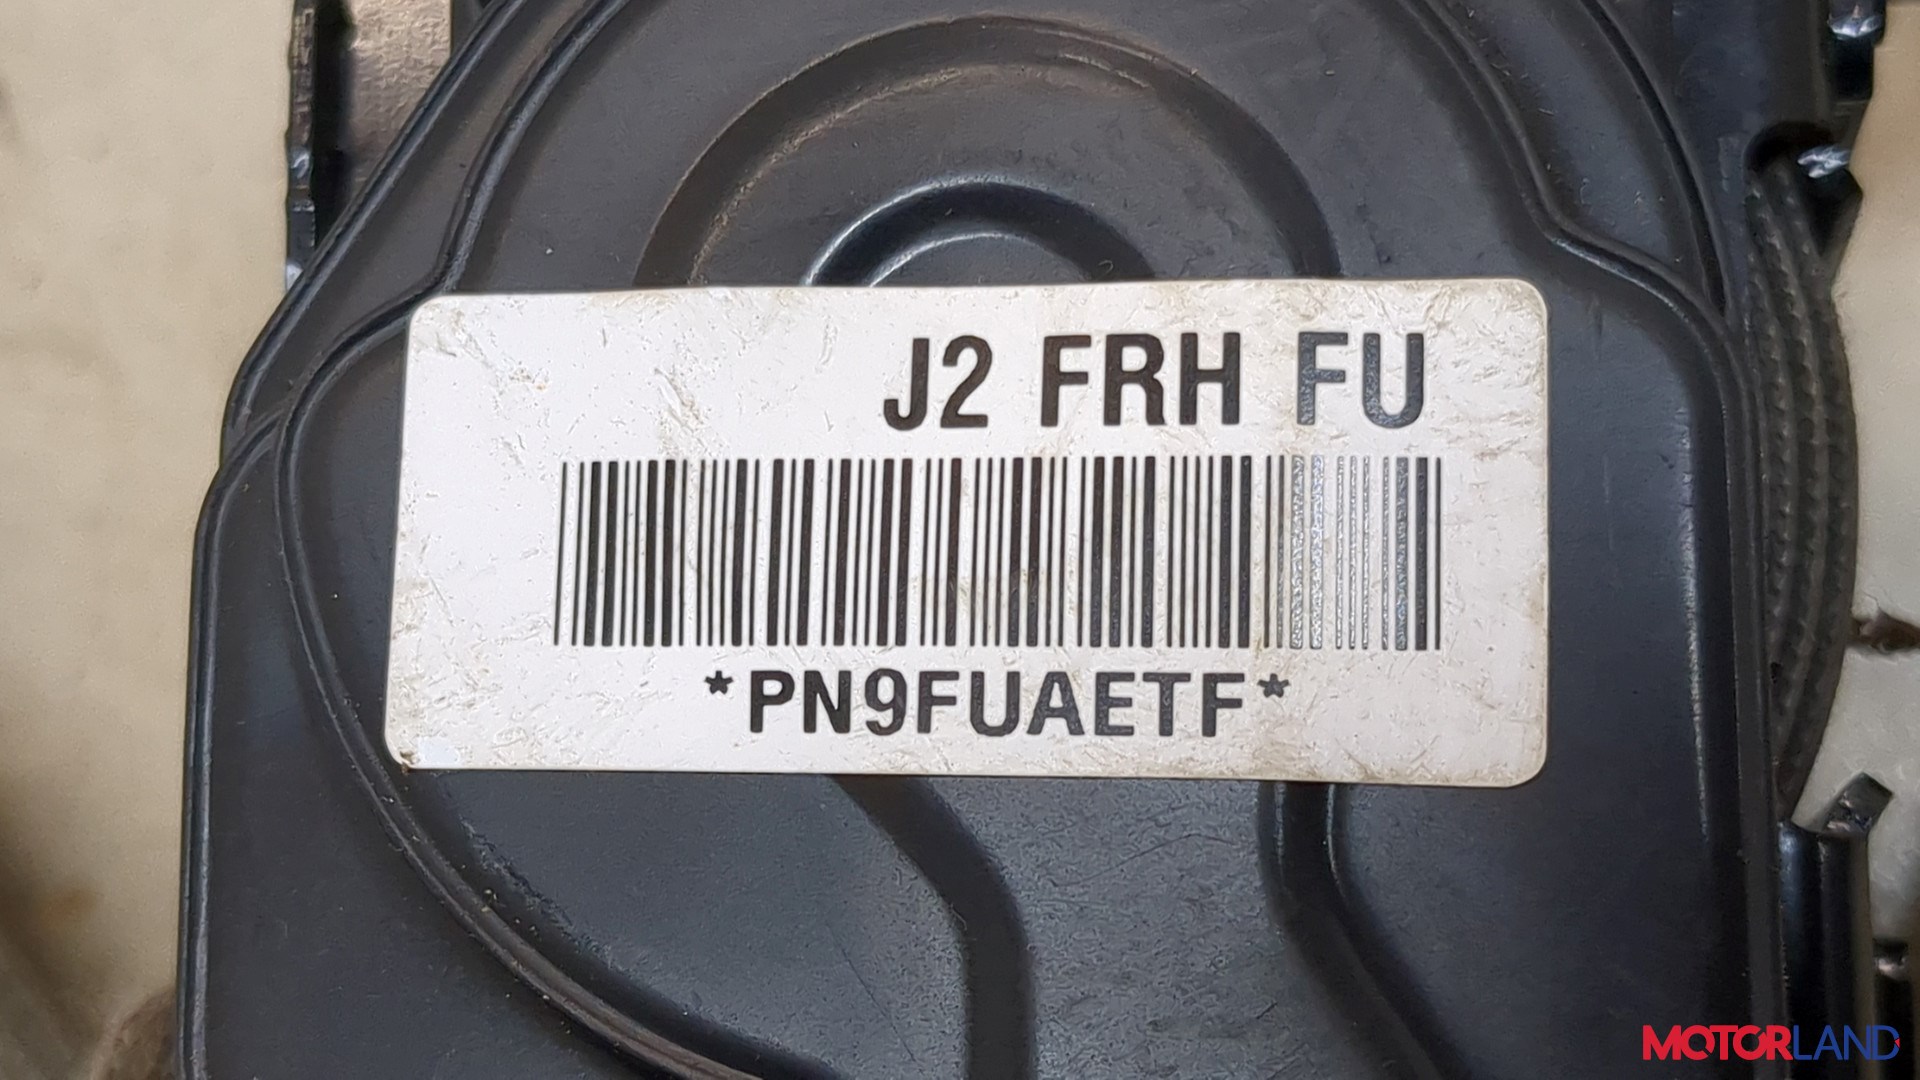 J2 FRH FU
*PN9FUAETF*
MOTORLAND